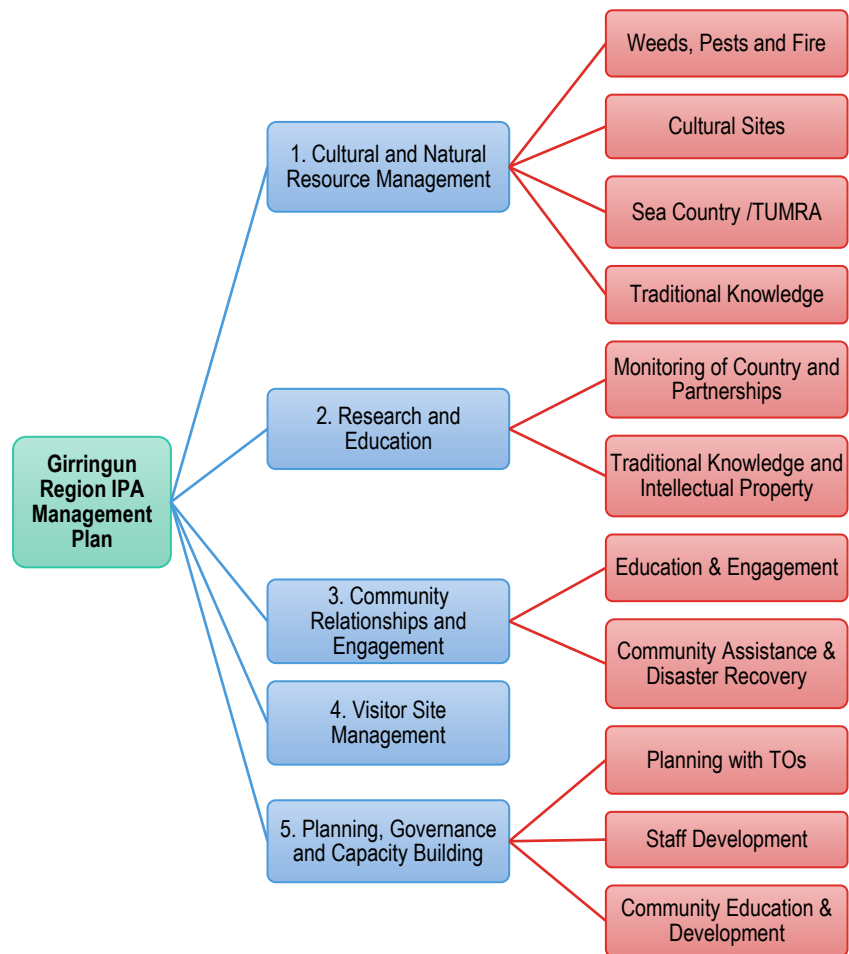 Girringun
Region IPA
Management
Plan
1. Cultural and Natural
Resource Management
Weeds, Pests and Fire
Cultural Sites
Sea Country /TUMRA
Traditional Knowledge
2. Research and
Education
Monitoring of Country and
Partnerships
Traditional Knowledge and
Intellectual Property
3. Community
Relationships and
Engagement
Education & Engagement
Community Assistance &
Disaster Recovery
4. Visitor Site
Management
5. Planning, Governance
and Capacity Building
Planning with TOs
Staff Development
Community Education &
Development